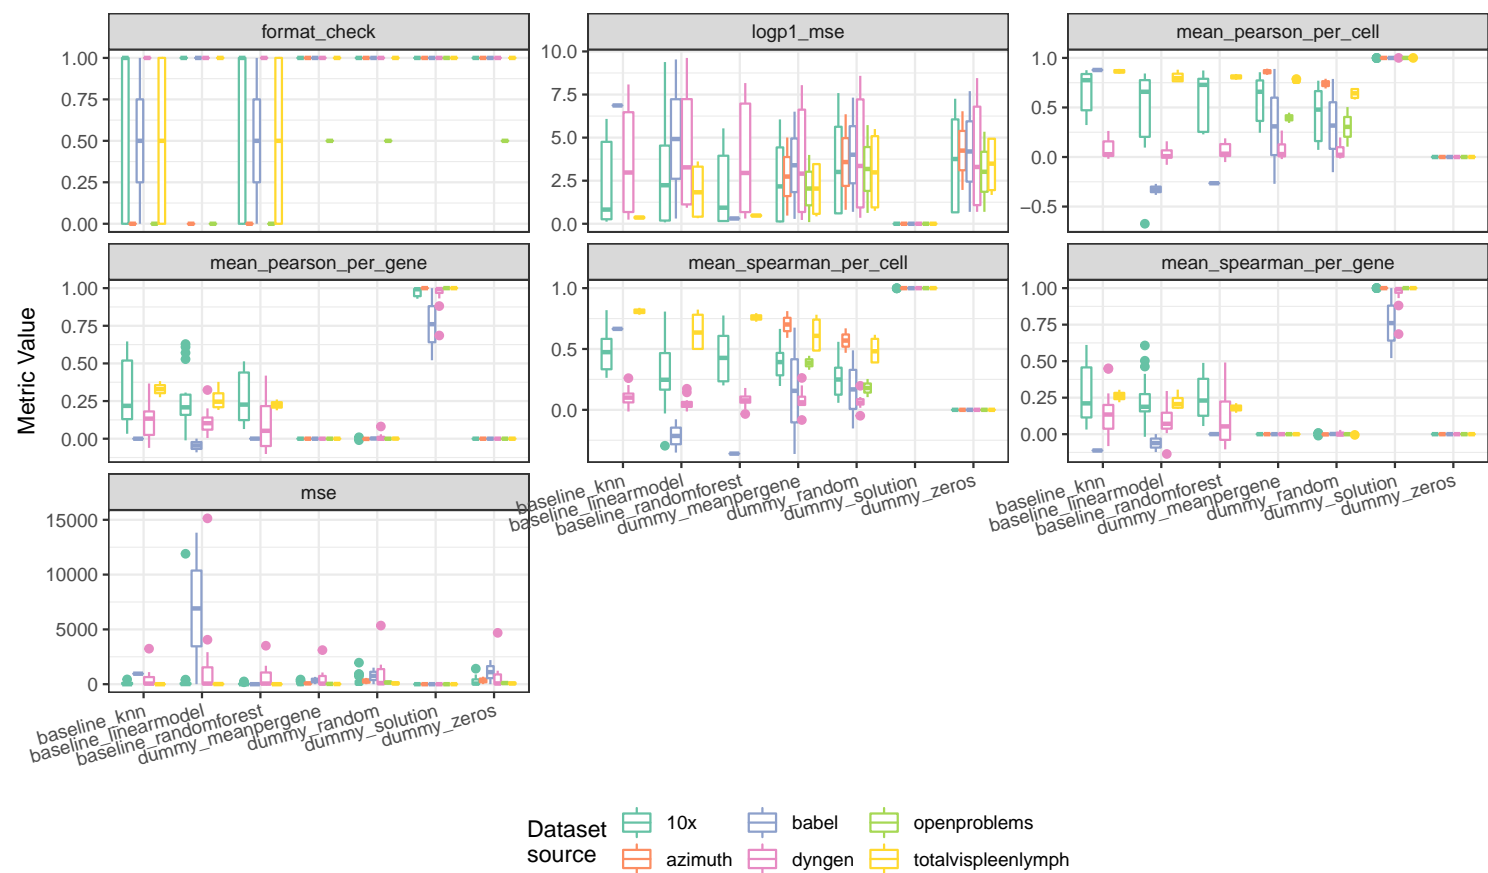 format_check
logp1_mse
mean_pearson_per_cell
1.00
0.75
0.50
0.25
0.00
10.0
7.5
5.0
2.5
0.0
1.0
0.5
0.0
−0.5
mean_pearson_per_gene
mean_spearman_per_cell
mean_spearman_per_gene
1.00
0.75
0.50
0.25
0.00
1.0
0.5
0.0
1.00
0.75
0.50
0.25
0.00
Metric Value
baseline_knn
baseline_linearmodel
baseline_randomforest
dummy_meanpergene
dummy_random
dummy_solution
dummy_zeros
baseline_knn
baseline_linearmodel
baseline_randomforest
dummy_meanpergene
dummy_random
dummy_solution
dummy_zeros
mse
15000
10000
5000
0
baseline_knn
baseline_linearmodel
baseline_randomforest
dummy_meanpergene
dummy_random
dummy_solution
dummy_zeros
Dataset
source
10x
azimuth
babel
dyngen
openproblems
totalvispleenlymph